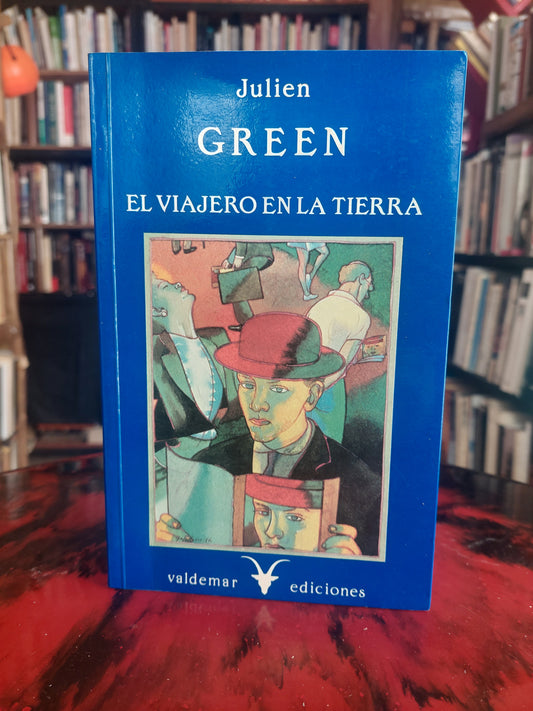 Julien
GREEN
EL VIAJERO EN LA TIERRA
valdemar ediciones